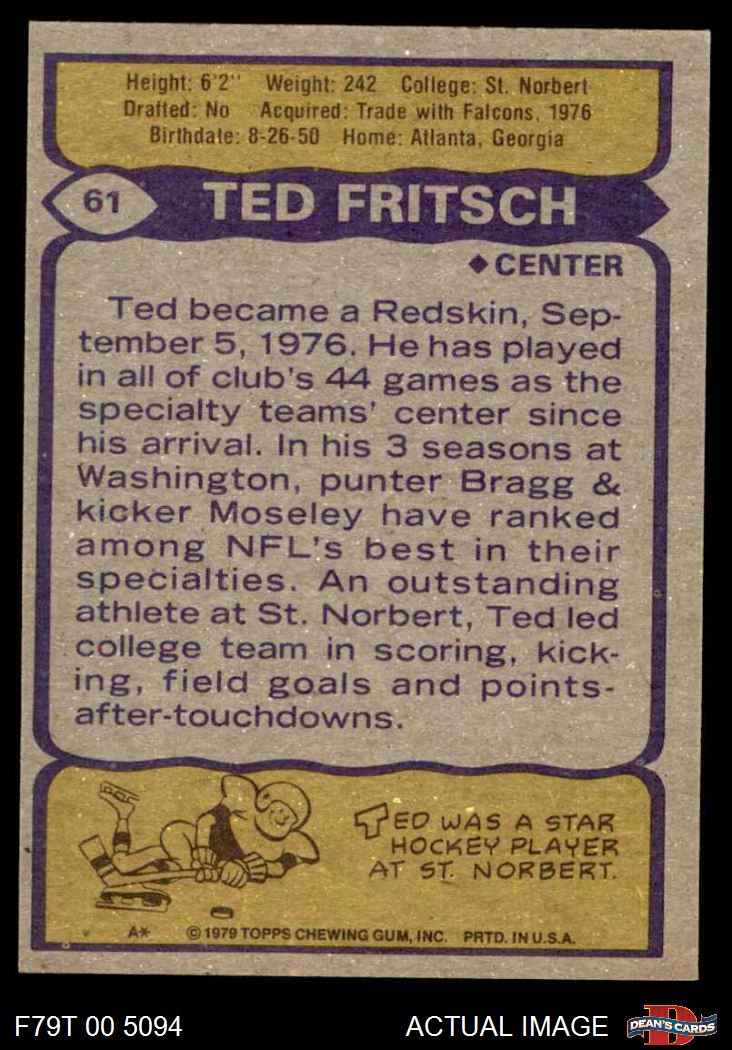 Height: 6'2'' Weight: 242 College: St. Norbert
Drafted: No Acquired: Trade with Falcons, 1976
Birthdate: 8-26-50 Home: Atlanta, Georgia
61 TED FRITSCH
◆CENTER
Ted became a Redskin, Sep-
tember 5, 1976. He has played
in all of club's 44 games as the
specialty teams' center since
his arrival. In his 3 seasons at
Washington, punter Bragg &
kicker Moseley have ranked
among NFL's best in their
specialties. An outstanding
athlete at St. Norbert, Ted led
college team in scoring, kick-
ing, field goals and points-
after-touchdowns.
TED WAS A STAR
HOCKEY PLAYER
AT ST. NORBERT.
A* ©1979 TOPPS CHEWING GUM, INC. PRTD. IN U.S.A.
F79T 00 5094 ACTUAL IMAGE D DEAN'S CARDS